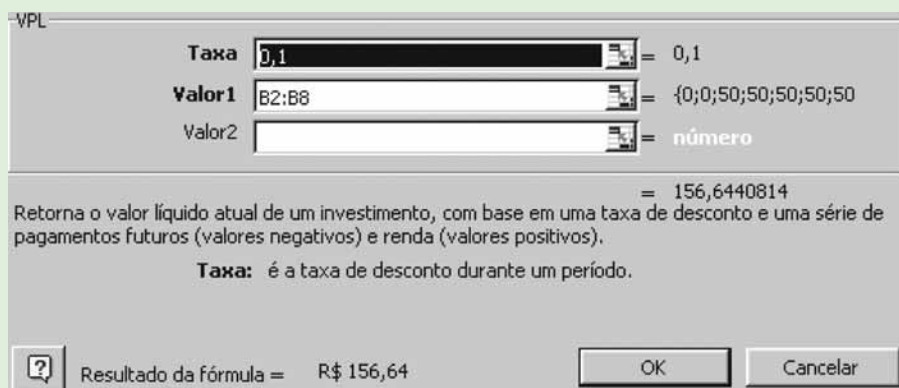 VPL
Taxa 0,1 = 0,1
Valor1 B2:B8 = {0;0;50;50;50;50;50
Valor2 = número
= 156,6440814
Retorna o valor líquido atual de um investimento, com base em uma taxa de desconto e uma série de
pagamentos futuros (valores negativos) e renda (valores positivos).
Taxa: é a taxa de desconto durante um período.
? Resultado da fórmula = R$ 156,64 OK Cancelar